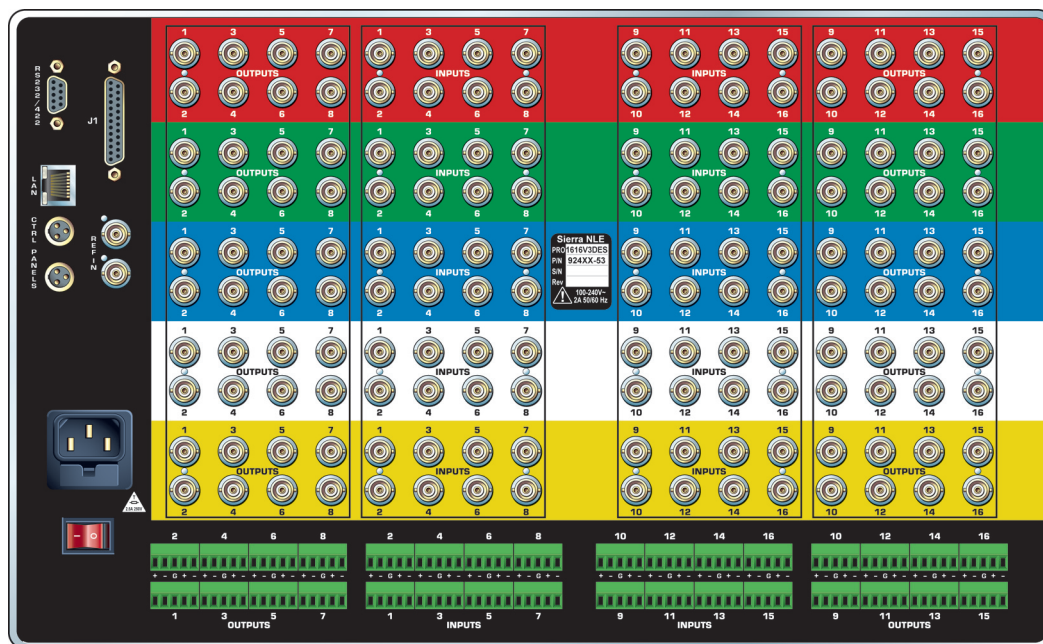 RS232/422
J1
LAN
CTRL PANELS
REF IN
2.0A 250V
1 3 5 7 1 3 5 7 9 11 13 15 9 11 13 15
OUTPUTS INPUTS INPUTS OUTPUTS
2 4 6 8 2 4 6 8 10 12 14 16 10 12 14 16
1 3 5 7 1 3 5 7 9 11 13 15 9 11 13 15
OUTPUTS INPUTS INPUTS OUTPUTS
2 4 6 8 2 4 6 8 10 12 14 16 10 12 14 16
1 3 5 7 1 3 5 7 9 11 13 15 9 11 13 15
OUTPUTS INPUTS INPUTS OUTPUTS
2 4 6 8 2 4 6 8 10 12 14 16 10 12 14 16
Sierra NLE
PRO 1616V3DES
P/N 924XX-53
S/N
Rev
100-240V~
2A 50/60 Hz
1 3 5 7 1 3 5 7 9 11 13 15 9 11 13 15
OUTPUTS INPUTS INPUTS OUTPUTS
2 4 6 8 2 4 6 8 10 12 14 16 10 12 14 16
1 3 5 7 1 3 5 7 9 11 13 15 9 11 13 15
OUTPUTS INPUTS INPUTS OUTPUTS
2 4 6 8 2 4 6 8 10 12 14 16 10 12 14 16
2 4 6 8 2 4 6 8 10 12 14 16 10 12 14 16
+ - G + - + - G + - + - G + - + - G + - + - G + - + - G + - + - G + - + - G + - + - G + - + - G + - + - G + - + - G + - + - G + - + - G + - + - G + - + - G + -
1 3 5 7 1 3 5 7 9 11 13 15 9 11 13 15
OUTPUTS INPUTS INPUTS OUTPUTS